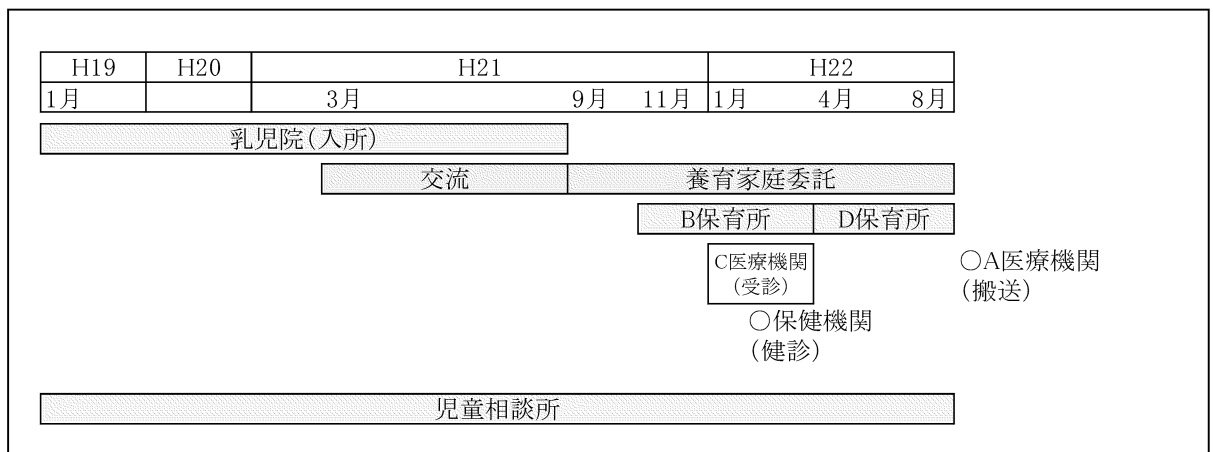 H19 H20 H21 H22
1月 3月 9月 11月 1月 4月 8月
乳児院(入所)
交流 養育家庭委託
B保育所 D保育所
C医療機関
(受診)
○A医療機関
(搬送)
○保健機関
(健診)
児童相談所